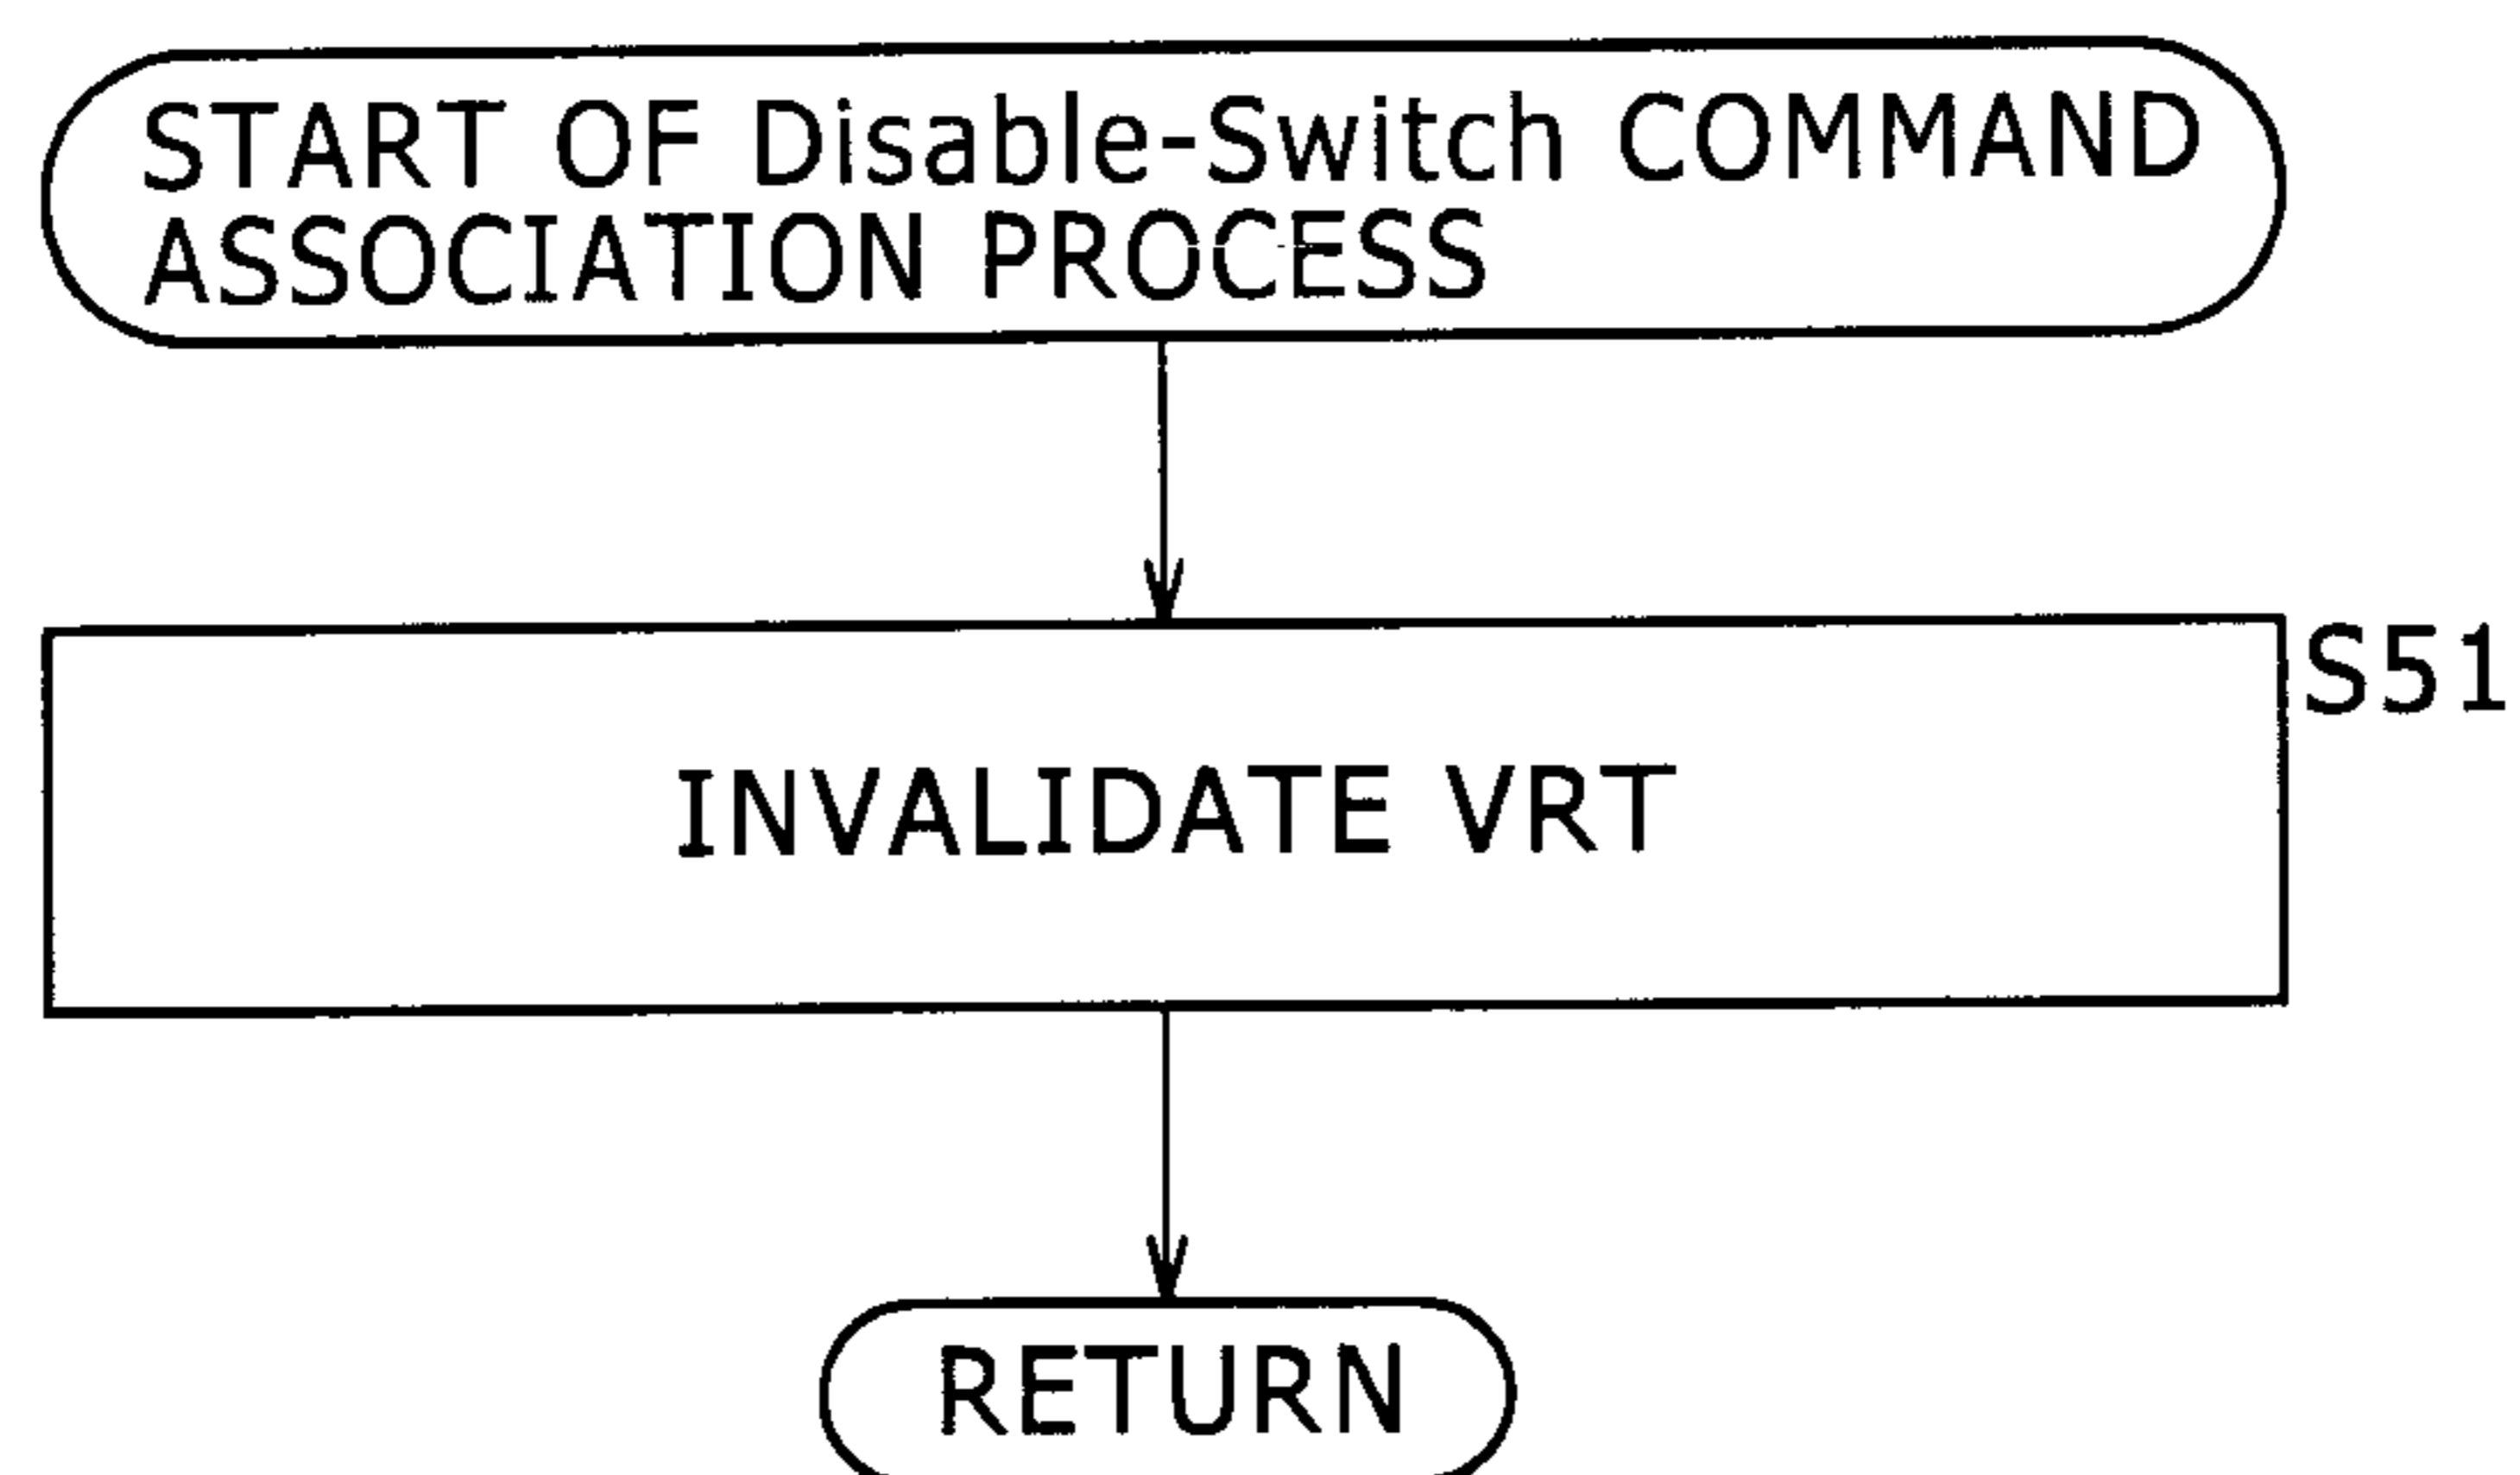 START OF Disable-Switch COMMAND
ASSOCIATION PROCESS
S51
INVALIDATE VRT
RETURN